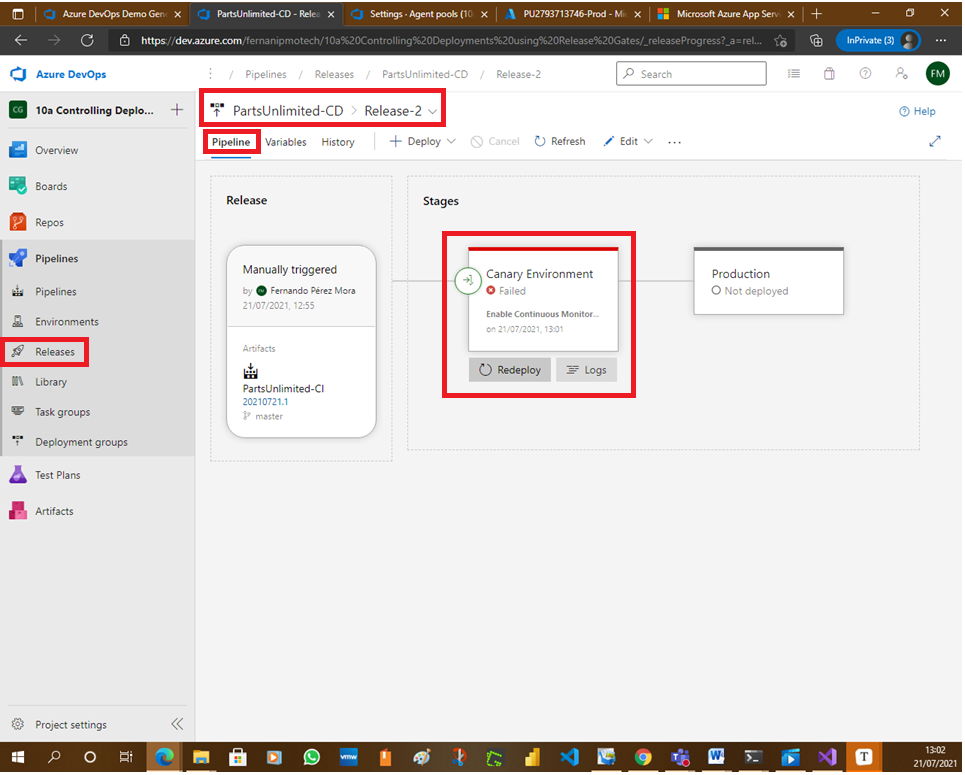 Azure DevOps Demo Gene
PartsUnlimited-CD - Relea
Settings - Agent pools (10
PU2793713746-Prod - Mi
Microsoft Azure App Serv
https://dev.azure.com/fernanipmotech/10a%20Controlling%20Deployments%20using%20Release%20Gates/_releaseProgress?_a=rel...
InPrivate (3)
Azure DevOps
/ Pipelines / Releases / PartsUnlimited-CD / Release-2
Search
FM
CG
10a Controlling Deplo...
PartsUnlimited-CD > Release-2
Help
Pipeline
Variables
History
Deploy
Cancel
Refresh
Edit
Overview
Boards
Repos
Pipelines
Pipelines
Environments
Releases
Library
Task groups
Deployment groups
Test Plans
Artifacts
Release
Manually triggered
by Fernando Pérez Mora
21/07/2021, 12:55
Artifacts
PartsUnlimited-CI
20210721.1
master
Stages
Canary Environment
Failed
Enable Continuous Monitor...
on 21/07/2021, 13:01
Redeploy
Logs
Production
Not deployed
Project settings
vmw
W
T
13:02
21/07/2021